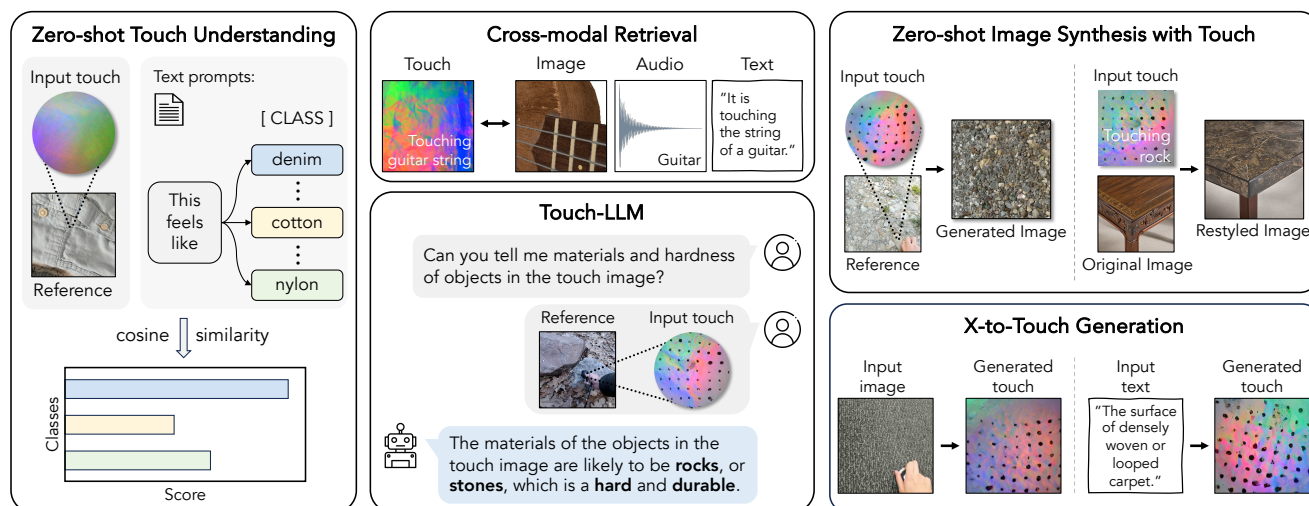 Zero-shot Touch Understanding
Input touch
Text prompts:
[ CLASS ]
This
feels
like
denim
cotton
nylon
Reference
cosine
similarity
Classes
Score
Cross-modal Retrieval
Touch
Image
Audio
Text
Touching
guitar string
Guitar
"It is
touching
the string
of a guitar."
Touch-LLM
Can you tell me materials and hardness
of objects in the touch image?
Reference
Input touch
The materials of the objects in the
touch image are likely to be rocks, or
stones, which is a hard and durable.
Zero-shot Image Synthesis with Touch
Input touch
Reference
Generated Image
Input touch
Touching
rock
Original Image
Restyled Image
X-to-Touch Generation
Input
image
Generated
touch
Input
text
"The surface
of densely
woven or
looped
carpet."
Generated
touch